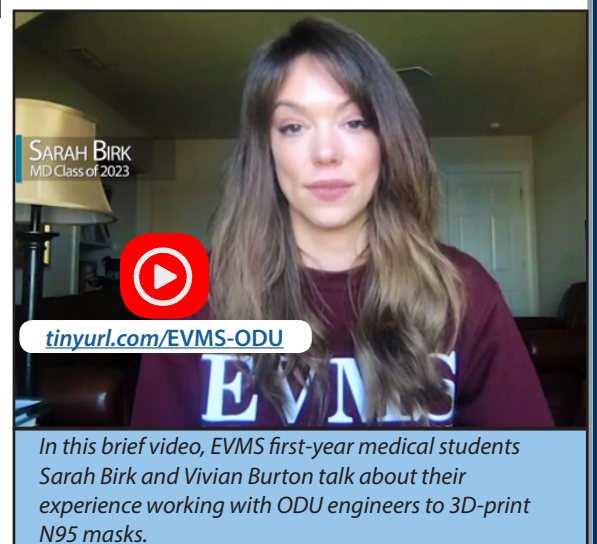 SARAH BIRK
MD Class of 2023
tinyurl.com/EVMS-ODU
EVMS
In this brief video, EVMS first-year medical students
Sarah Birk and Vivian Burton talk about their
experience working with ODU engineers to 3D-print
N95 masks.